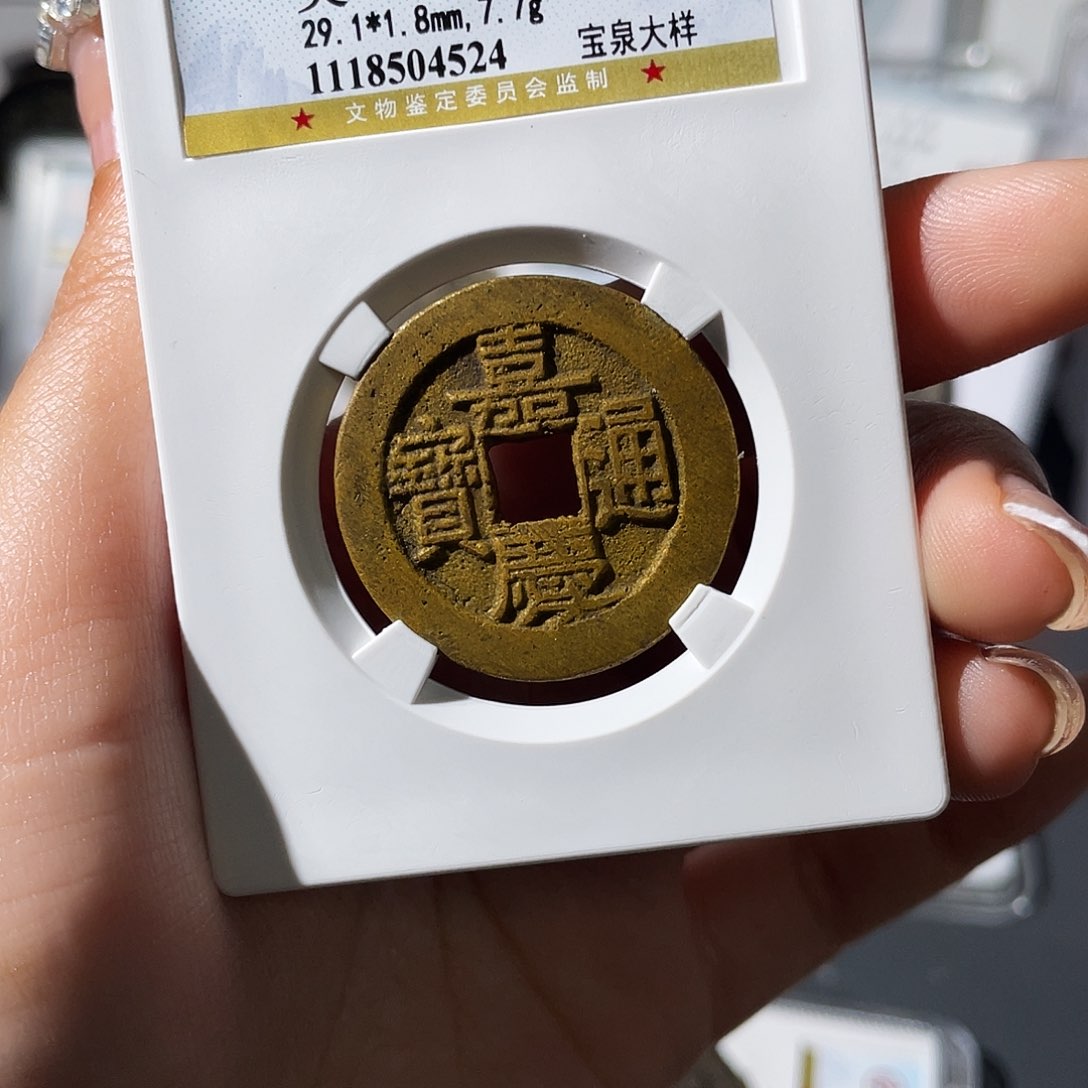 29.1*1.8mm, 7.7g
宝泉大样
1118504524
★ 文物鉴定委员会监制 ★
嘉
慶
通
寶